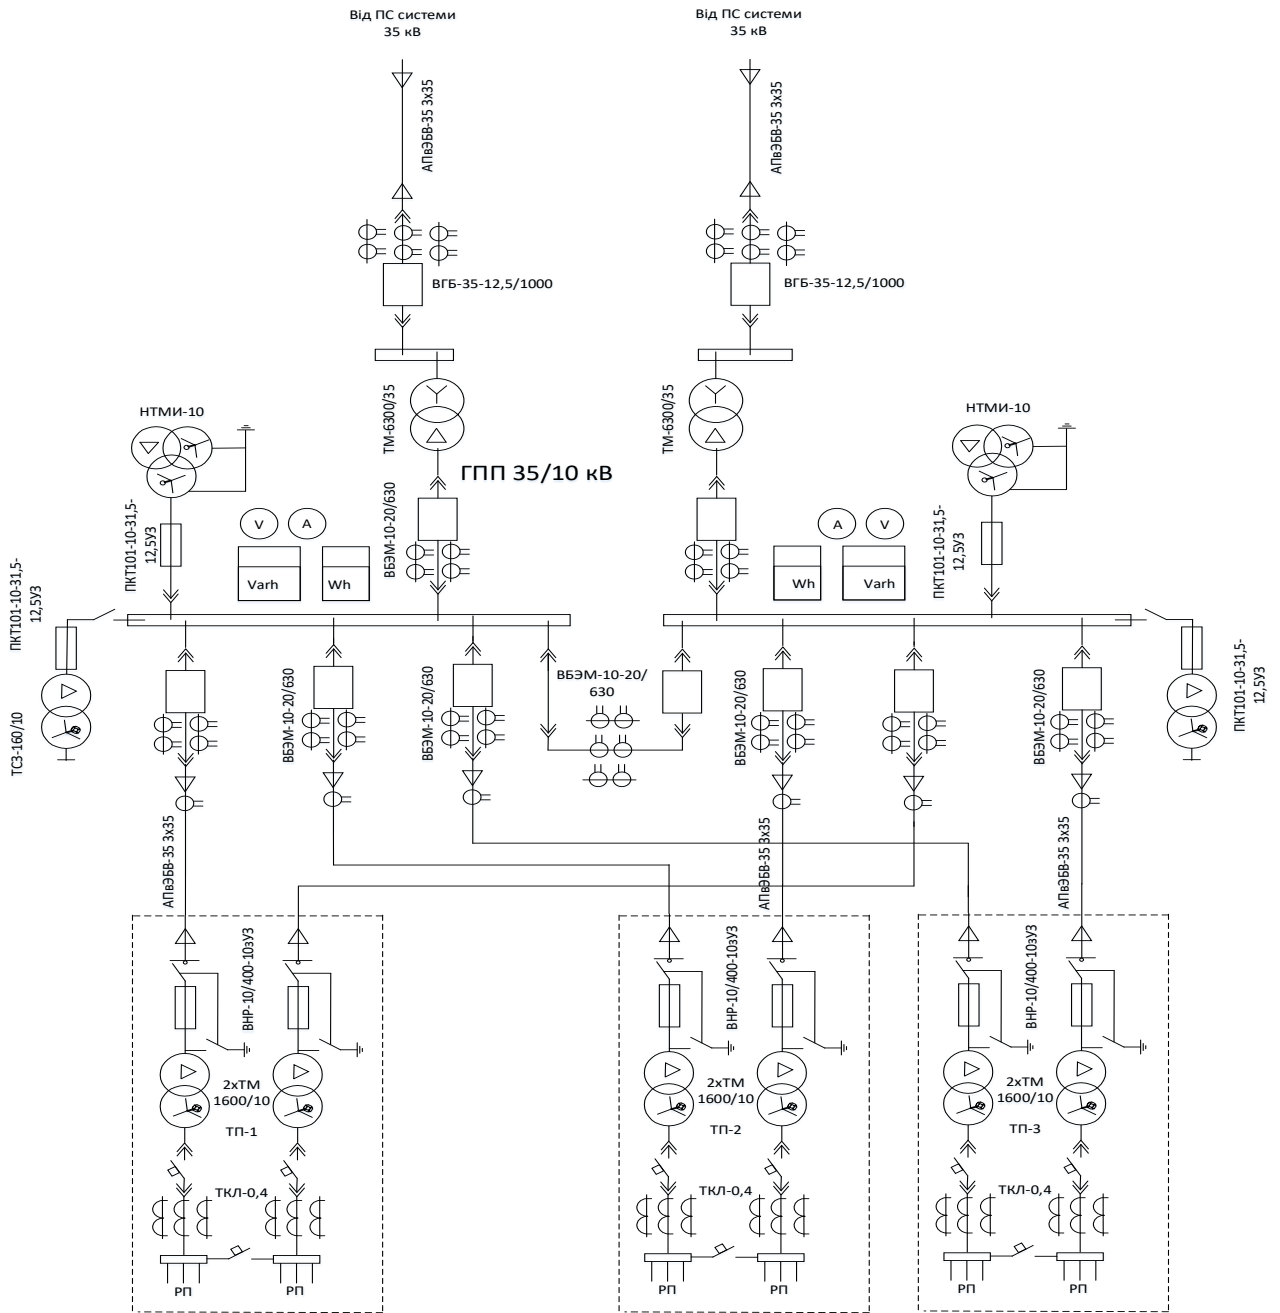 Від ПС системи
35 кВ
Від ПС системи
35 кВ
АПвЭБВ-35 3х35
АПвЭБВ-35 3х35
ВГБ-35-12,5/1000
ВГБ-35-12,5/1000
ТМ-6300/35
ТМ-6300/35
НТМИ-10
НТМИ-10
ГПП 35/10 кВ
ПКТ101-10-31,5-
12,5УЗ
V
A
Varh
Wh
ВБЭМ-10-20/630
A
V
Wh
Varh
ПКТ101-10-31,5-
12,5УЗ
ПКТ101-10-31,5-
12,5УЗ
ТСЗ-160/10
ВБЭМ-10-20/630
ВБЭМ-10-20/630
ВБЭМ-10-20/
630
ВБЭМ-10-20/630
ВБЭМ-10-20/630
ПКТ101-10-31,5-
12,5УЗ
АПвЭБВ-35 3х35
АПвЭБВ-35 3х35
АПвЭБВ-35 3х35
ВНР-10/400-10зУЗ
ВНР-10/400-10зУЗ
ВНР-10/400-10зУЗ
2хТМ
1600/10
2хТМ
1600/10
2хТМ
1600/10
ТП-1
ТП-2
ТП-3
ТКЛ-0,4
ТКЛ-0,4
ТКЛ-0,4
РП
РП
РП
РП
РП
РП